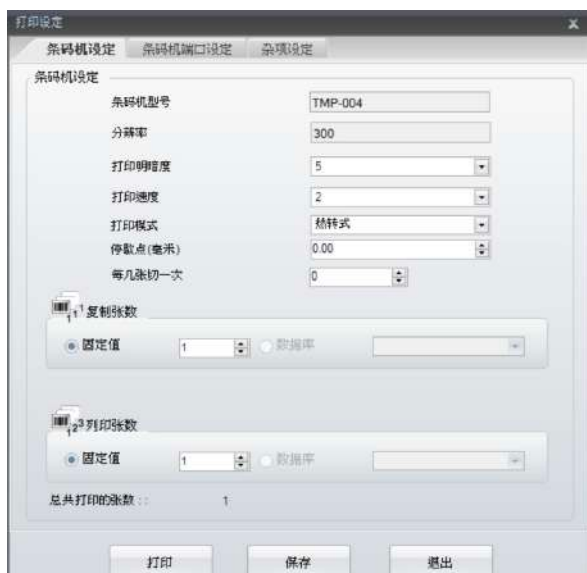 打印设定
条码机设定 条码机端口设定 杂项设定
条码机设定
条码机型号 TMP-004
分辨率 300
打印明暗度 5
打印速度 2
打印模式 热转式
停歇点(毫米) 0.00
每几张切一次 0
复制张数
固定值 1 数据库
列印张数
固定值 1 数据库
总共打印的张数:: 1
打印 保存 退出